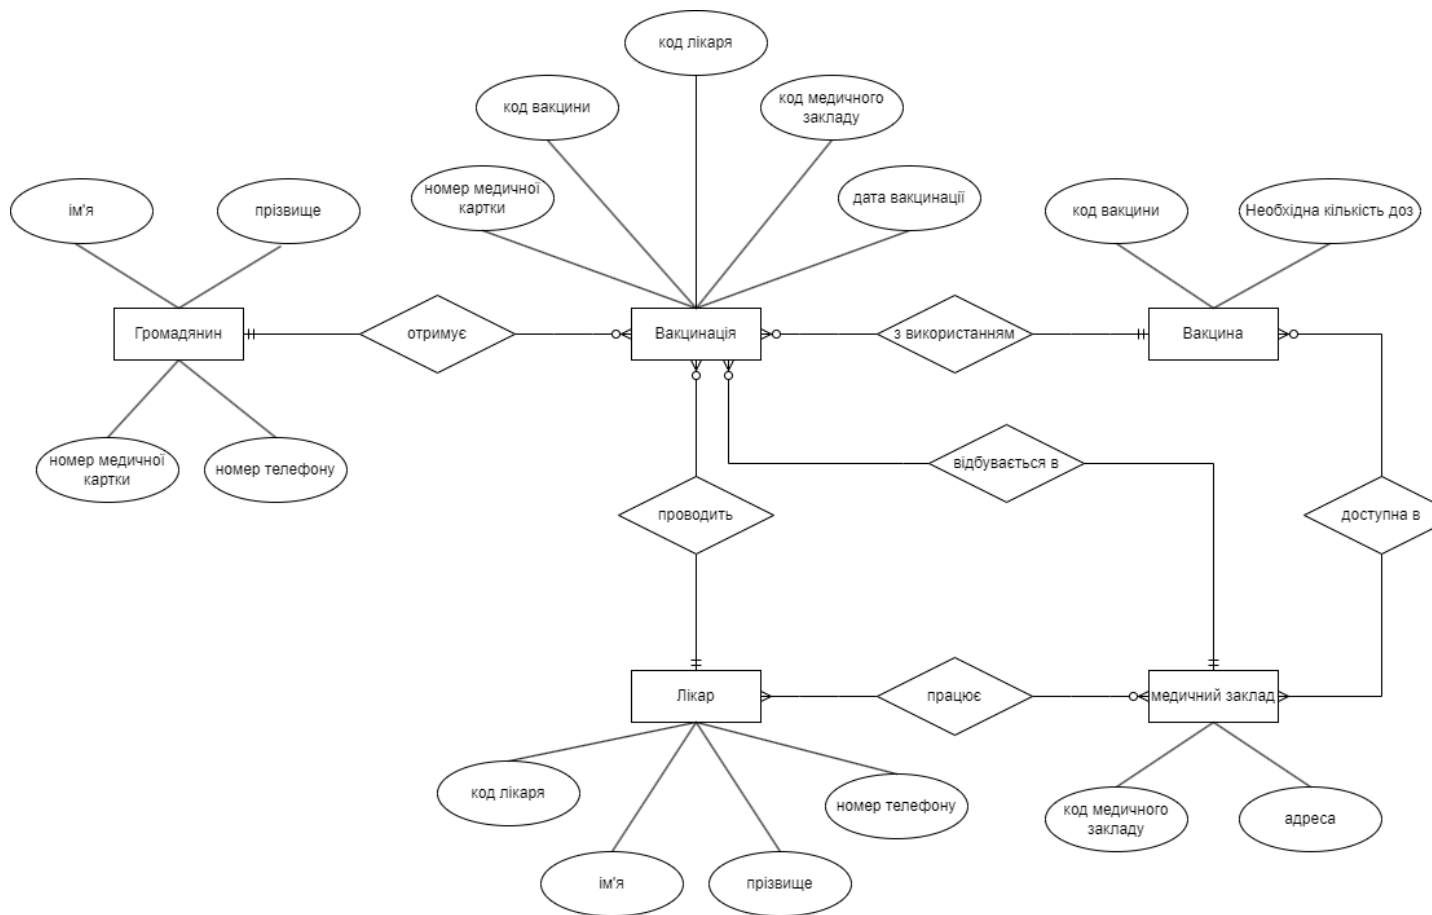 код лікаря
код вакцини
код медичного
закладу
номер медичної
картки
дата вакцинації
ім'я
прізвище
код вакцини
Необхідна кількість доз
Громадянин
отримує
Вакцинація
з використанням
Вакцина
номер медичної
картки
номер телефону
відбувається в
проводить
доступна в
Лікар
працює
медичний заклад
код лікаря
номер телефону
код медичного
закладу
адреса
ім'я
прізвище